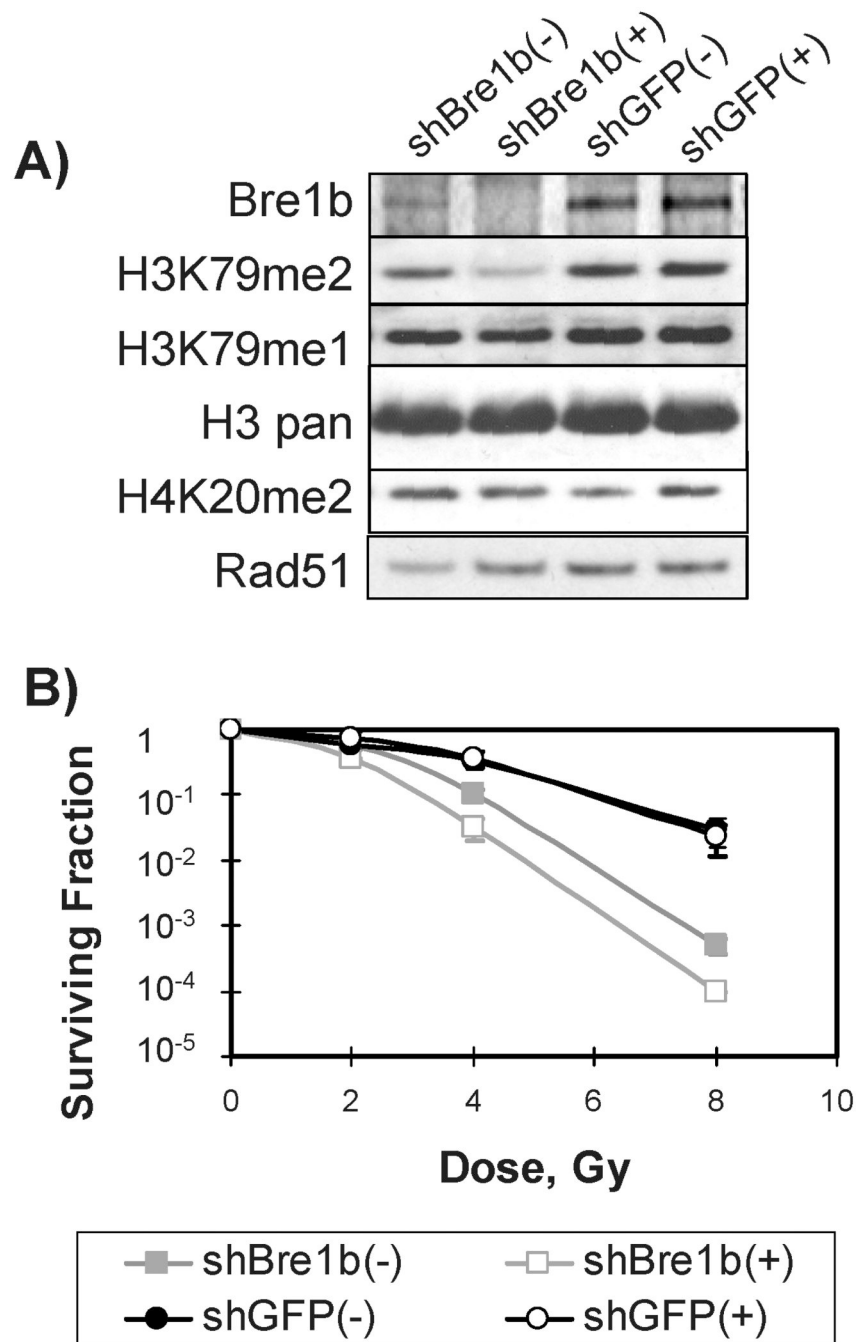 A)
shBre1b(-)
shBre1b(+)
shGFP(-)
shGFP(+)
Bre1b
H3K79me2
H3K79me1
H3 pan
H4K20me2
Rad51
B)
Surviving Fraction
1
10-1
10-2
10-3
10-4
10-5
0 2 4 6 8 10
Dose, Gy
shBre1b(-) shBre1b(+)
shGFP(-) shGFP(+)